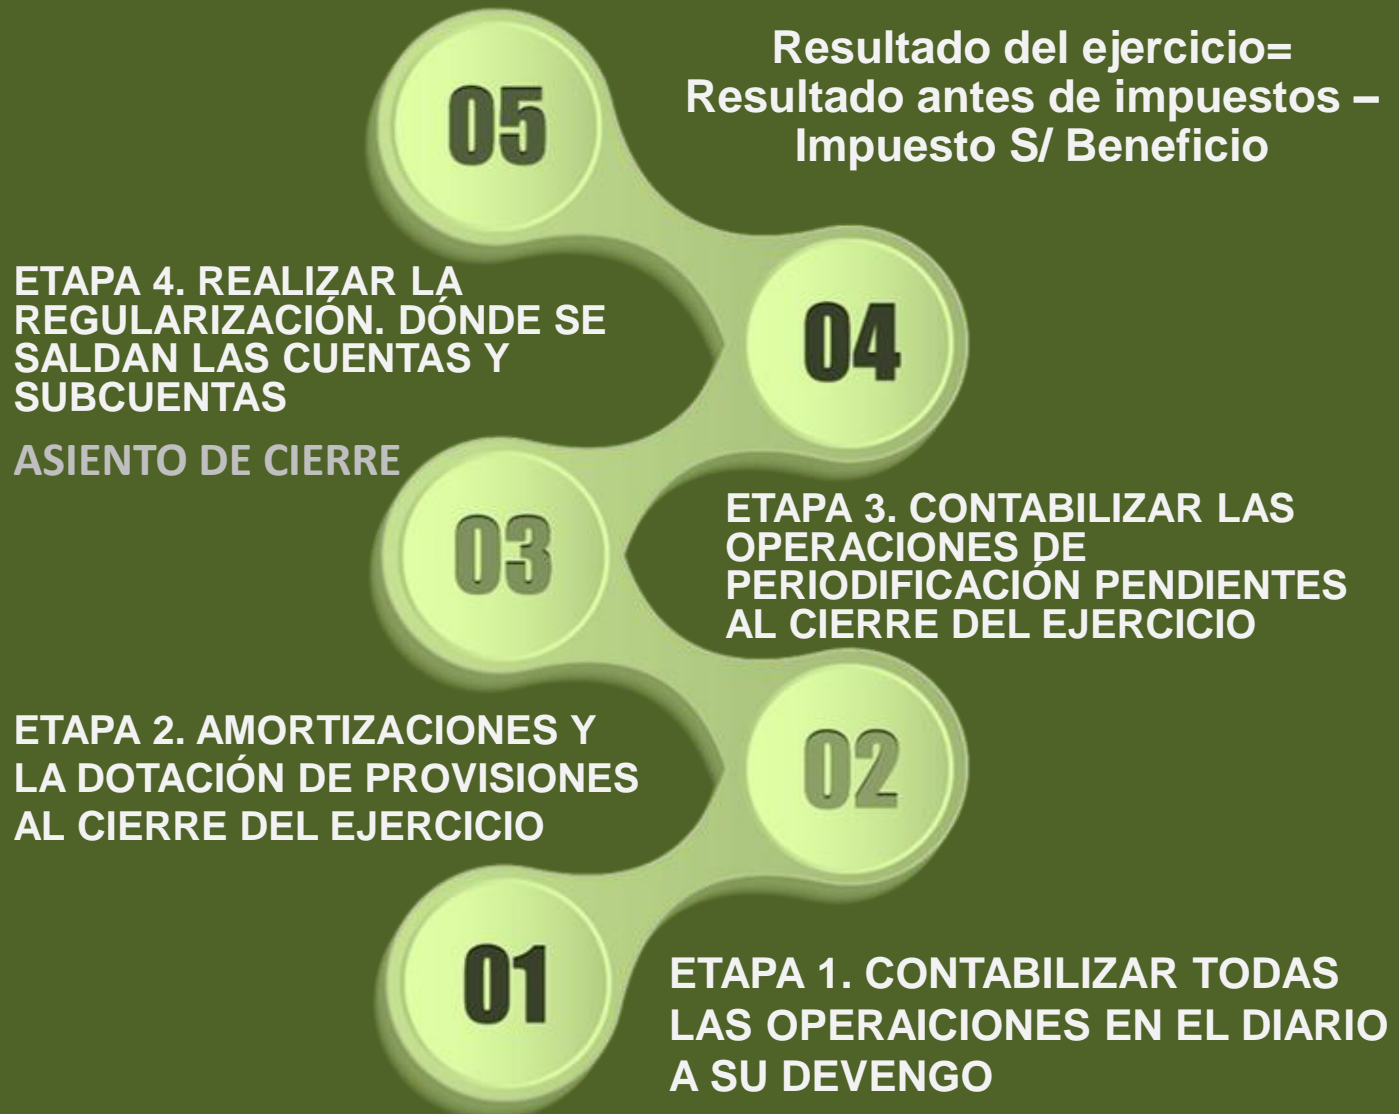 05
Resultado del ejercicio=
Resultado antes de impuestos –
Impuesto S/ Beneficio
ETAPA 4. REALIZAR LA
REGULARIZACIÓN. DÓNDE SE
SALDAN LAS CUENTAS Y
SUBCUENTAS
ASIENTO DE CIERRE
04
03
ETAPA 3. CONTABILIZAR LAS
OPERACIONES DE
PERIODIFICACIÓN PENDIENTES
AL CIERRE DEL EJERCICIO
ETAPA 2. AMORTIZACIONES Y
LA DOTACIÓN DE PROVISIONES
AL CIERRE DEL EJERCICIO
02
01
ETAPA 1. CONTABILIZAR TODAS
LAS OPERAICIONES EN EL DIARIO
A SU DEVENGO